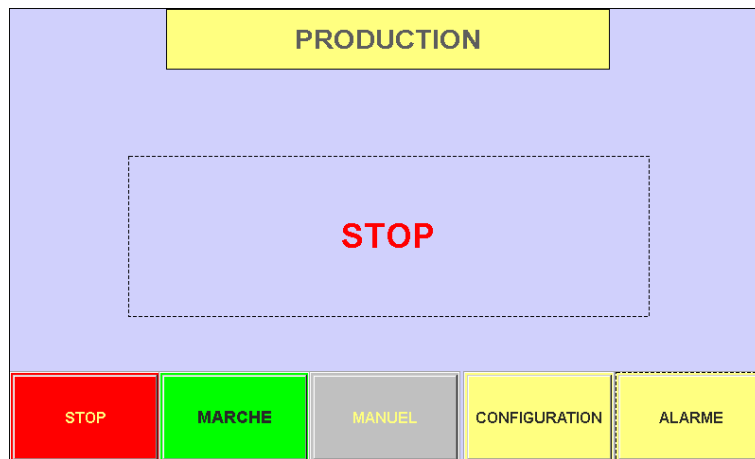 PRODUCTION
STOP
STOP
MARCHE
MANUEL
CONFIGURATION
ALARME